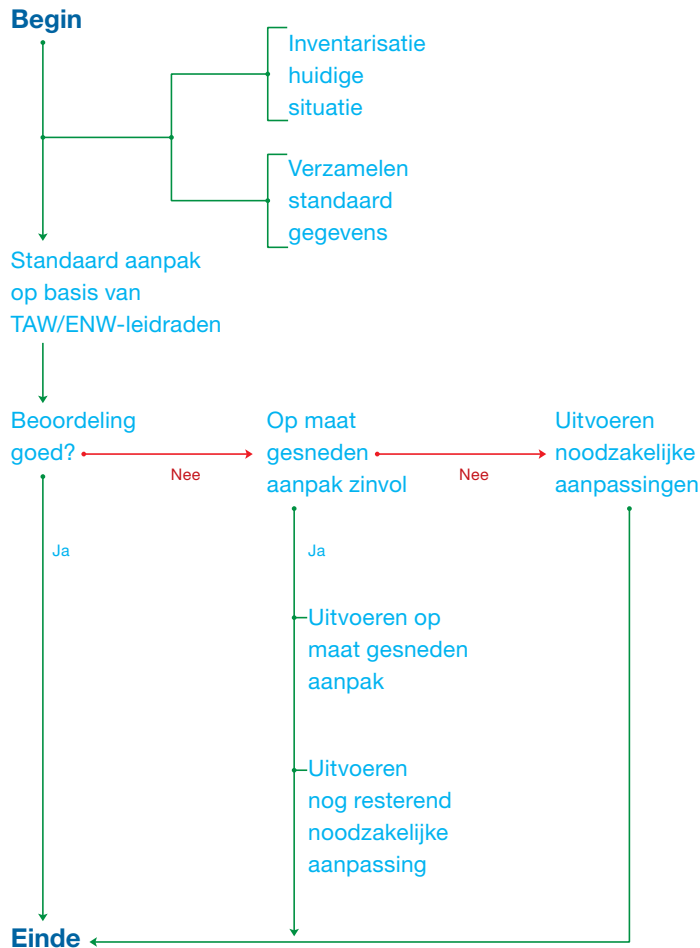 Begin
Inventarisatie
huidige
situatie
Verzamelen
standaard
gegevens
Standaard aanpak
op basis van
TAW/ENW-leidraden
Beoordeling
goed?
Nee
Op maat
gesneden
aanpak zinvol
Nee
Uitvoeren
noodzakelijke
aanpassingen
Ja
Ja
Uitvoeren op
maat gesneden
aanpak
Uitvoeren
nog resterend
noodzakelijke
aanpassing
Einde